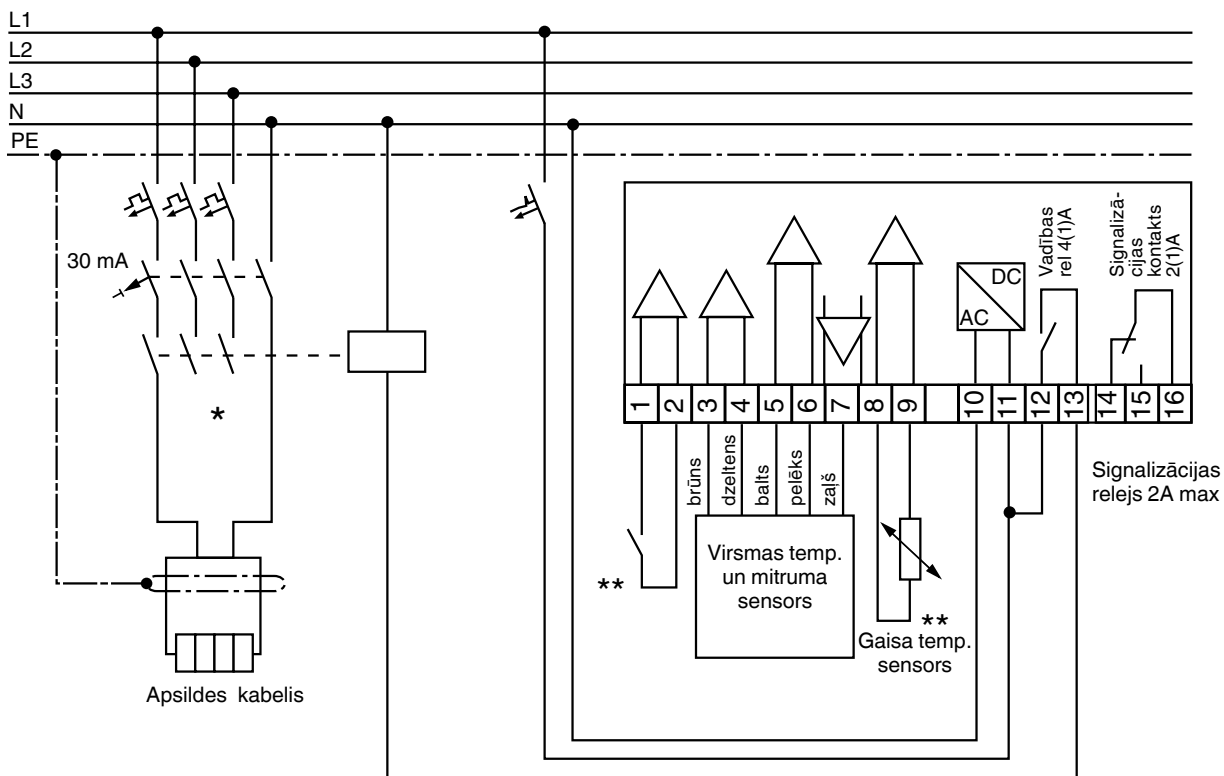 L1
L2
L3
N
PE
30 mA
*
Apsildes kabelis
Vadības
rel 4(1)A
Signalizā-
cijas
kontakts
2(1)A
DC
AC
1 2 3 4 5 6 7 8 9 10 11 12 13 14 15 16
brūns
dzeltens
balts
pelēks
zaļš
Signalizācijas
relejs 2A max
Virsmas temp.
un mitruma
sensors
**
**
Gaisa temp.
sensors